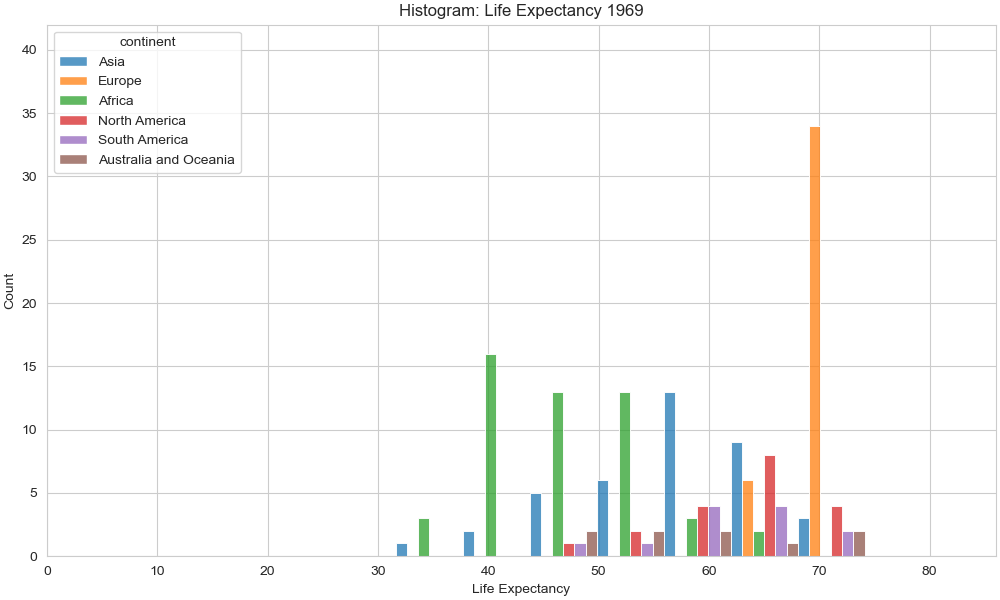 Histogram: Life Expectancy 1969
continent
Asia
Europe
Africa
North America
South America
Australia and Oceania
40
35
30
25
20
15
10
5
0
Count
0 10 20 30 40 50 60 70 80
Life Expectancy